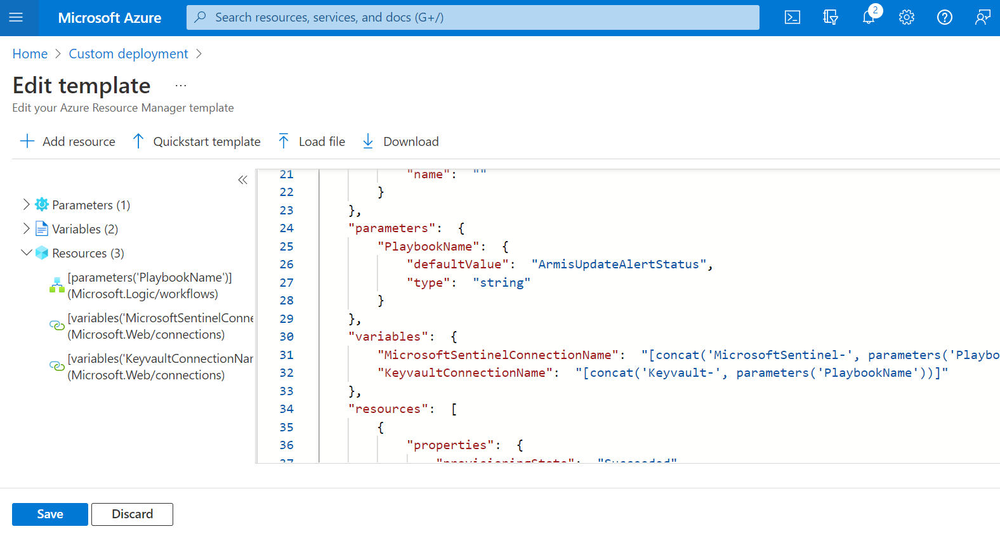 Microsoft Azure
Search resources, services, and docs (G+/)
2
Home > Custom deployment >
Edit template ...
Edit your Azure Resource Manager template
Add resource
Quickstart template
Load file
Download
Parameters (1)
Variables (2)
Resources (3)
[parameters('PlaybookName')]
(Microsoft.Logic/workflows)
[variables('MicrosoftSentinelConne
(Microsoft.Web/connections)
[variables('KeyvaultConnectionNar
(Microsoft.Web/connections)
21 "name": ""
22 }
23 },
24 "parameters": {
25 "PlaybookName": {
26 "defaultValue": "ArmisUpdateAlertStatus",
27 "type": "string"
28 }
29 },
30 "variables": {
31 "MicrosoftSentinelConnectionName": "[concat('MicrosoftSentinel-', parameters('Playbo
32 "KeyvaultConnectionName": "[concat('Keyvault-', parameters('PlaybookName'))]"
33 },
34 "resources": [
35 {
36 "properties": {
37 "provisioningState": "Succeeded"
Save
Discard